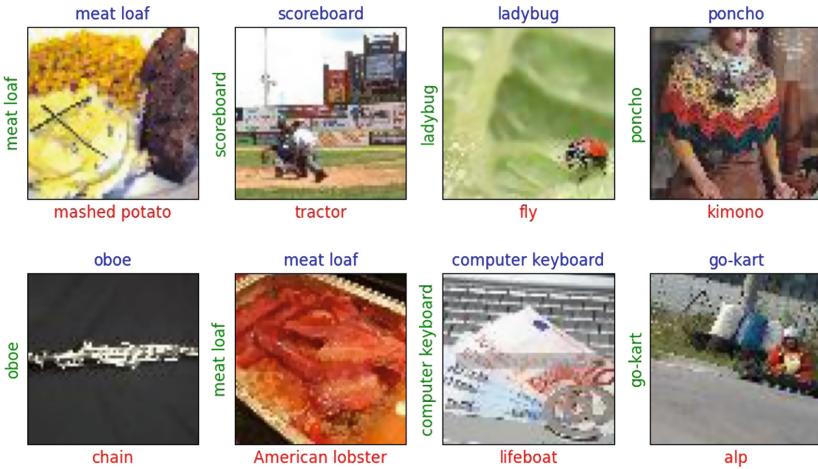 meat loaf
scoreboard
ladybug
poncho
meat loaf
scoreboard
ladybug
poncho
mashed potato
tractor
fly
kimono
oboe
meat loaf
computer keyboard
go-kart
oboe
meat loaf
computer keyboard
go-kart
chain
American lobster
lifeboat
alp